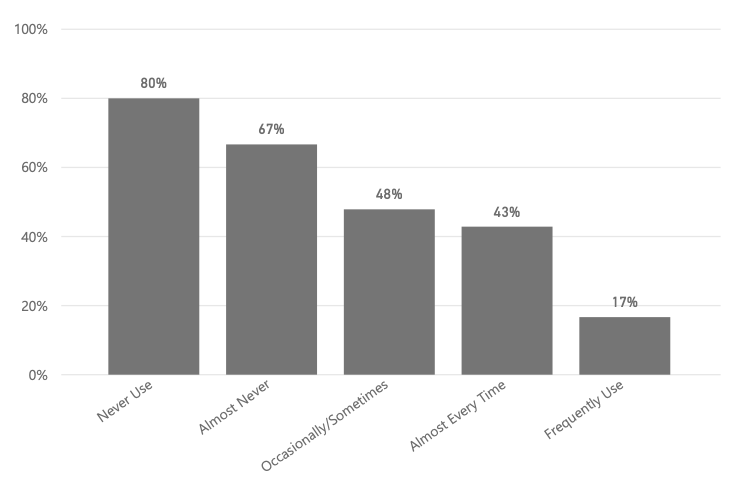 100%
80%
60%
40%
20%
0%
80%
67%
48%
43%
17%
Never Use
Almost Never
Occasionally/Sometimes
Almost Every Time
Frequently Use